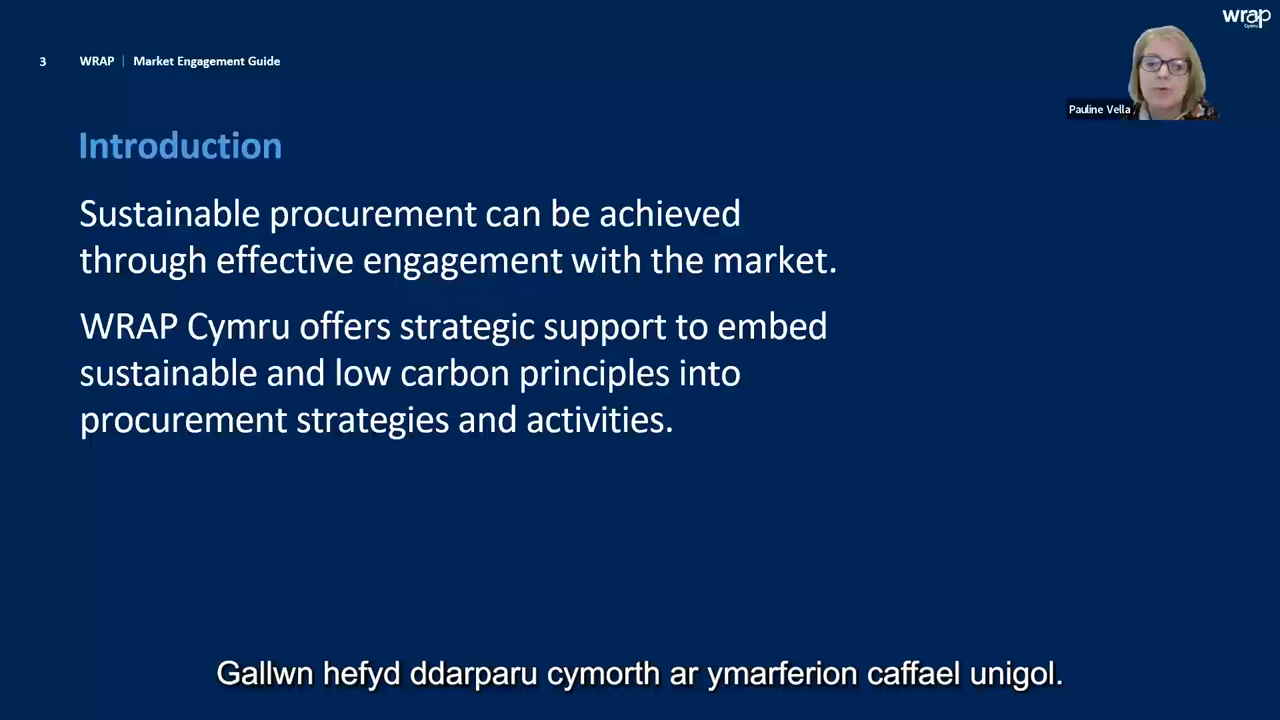 wrap
Cymru
3 WRAP | Market Engagement Guide
Pauline Vella
Introduction
Sustainable procurement can be achieved
through effective engagement with the market.
WRAP Cymru offers strategic support to embed
sustainable and low carbon principles into
procurement strategies and activities.
Gallwn hefyd ddarparu cymorth ar ymarferion caffael unigol.